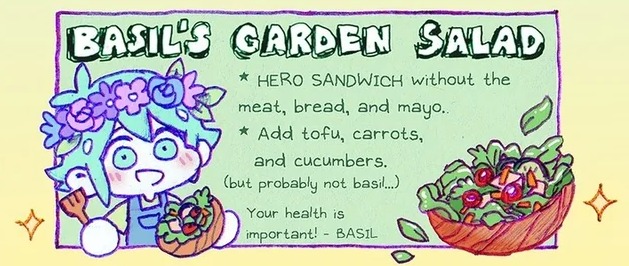 BASIL'S GARDEN SALAD
★ HERO SANDWICH without the
meat, bread, and mayo.
★ Add tofu, carrots,
and cucumbers.
(but probably not basil...)
Your health is
important! - BASIL